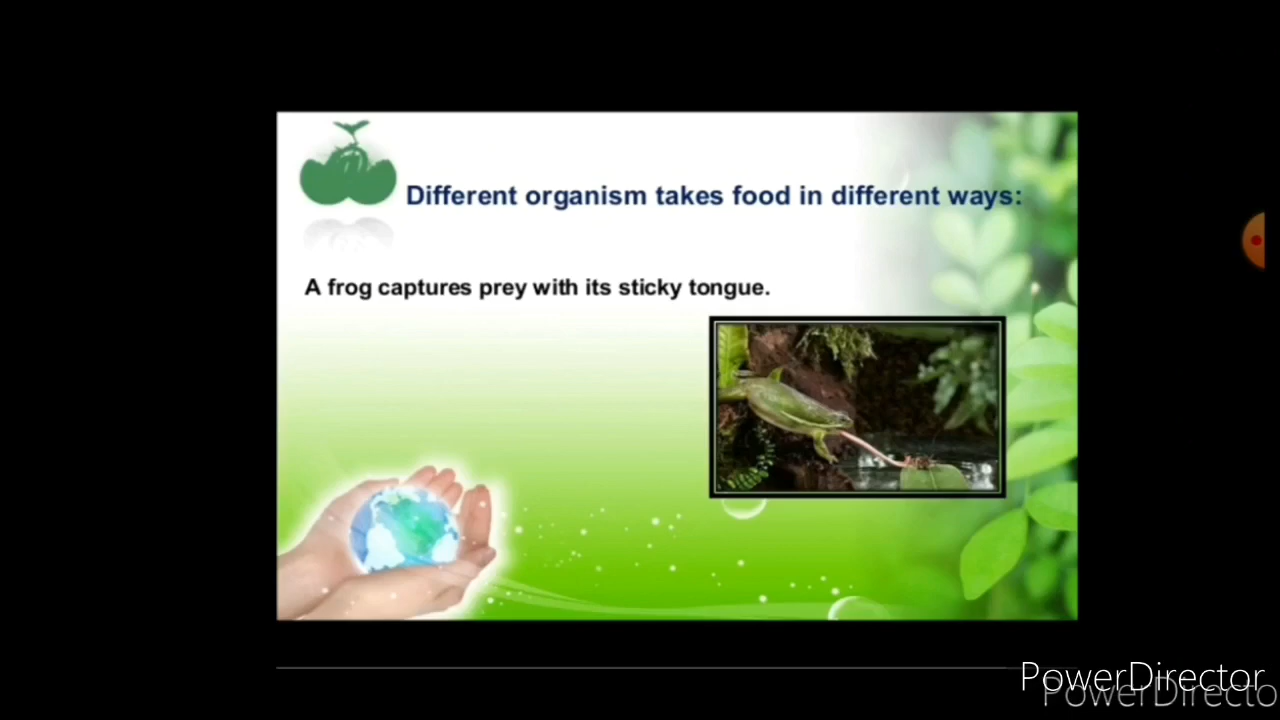 Different organism takes food in different ways:
A frog captures prey with its sticky tongue.
PowerDirector
PowerDirecto